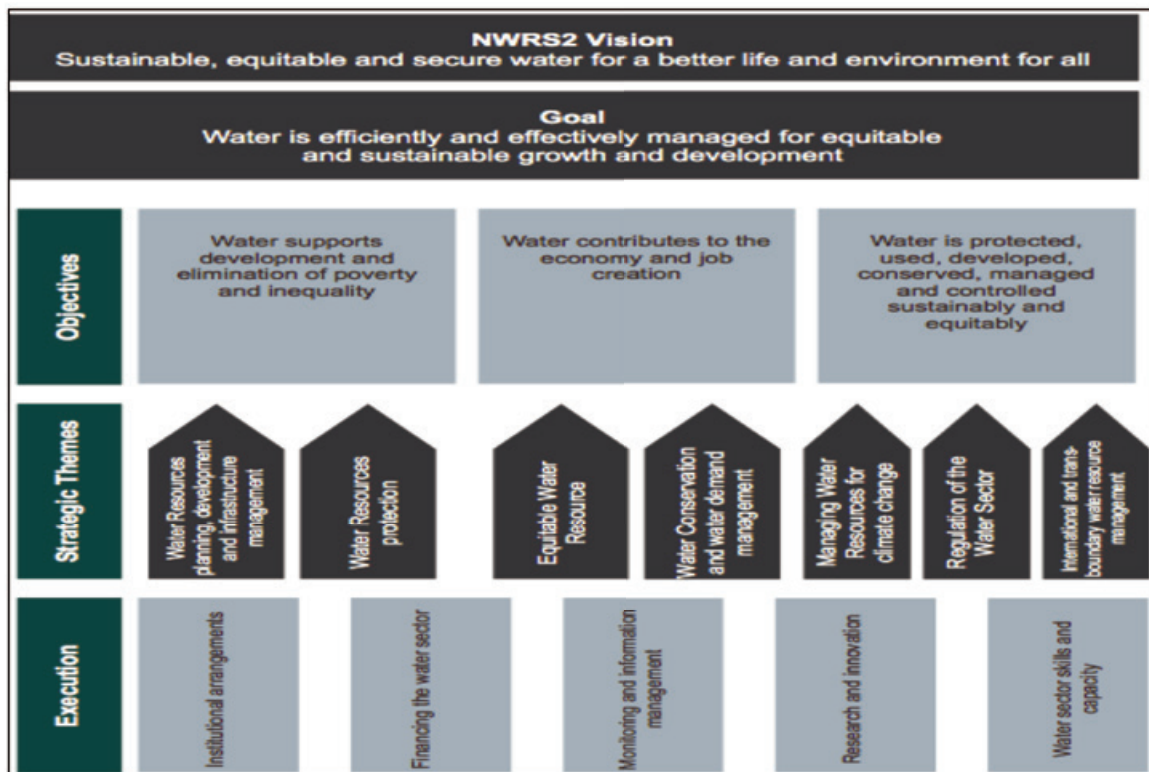 NWRS2 Vision
Sustainable, equitable and secure water for a better life and environment for all
Goal
Water is efficiently and effectively managed for equitable
and sustainable growth and development
Objectives
Water supports
development and
elimination of poverty
and inequality
Water contributes to the
economy and job
creation
Water is protected,
used, developed,
conserved, managed
and controlled
sustainably and
equitably
Strategic Themes
Water Resources
planning, development
and infrastructure
management
Water Resources
protection
Equitable Water
Resource
Water Conservation
and water demand
management
Managing Water
Resources for
climate change
Regulation of the
Water Sector
International and trans-
boundary water resource
management
Execution
Institutional arrangements
Financing the water sector
Monitoring and information
management
Research and innovation
Water sector skills and
capacity